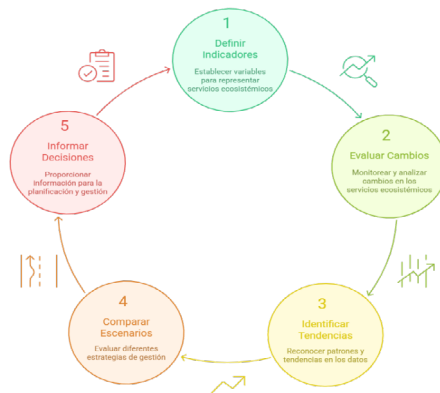 1
Definir
Indicadores
Establecer variables
para representar
servicios ecosistémicos
2
Evaluar Cambios
Monitorear y analizar
cambios en los
servicios ecosistémicos
3
Identificar
Tendencias
Reconocer patrones y
tendencias en los datos
4
Comparar
Escenarios
Evaluar diferentes
estrategias de gestión
5
Informar
Decisiones
Proporcionar
información para la
planificación y gestión